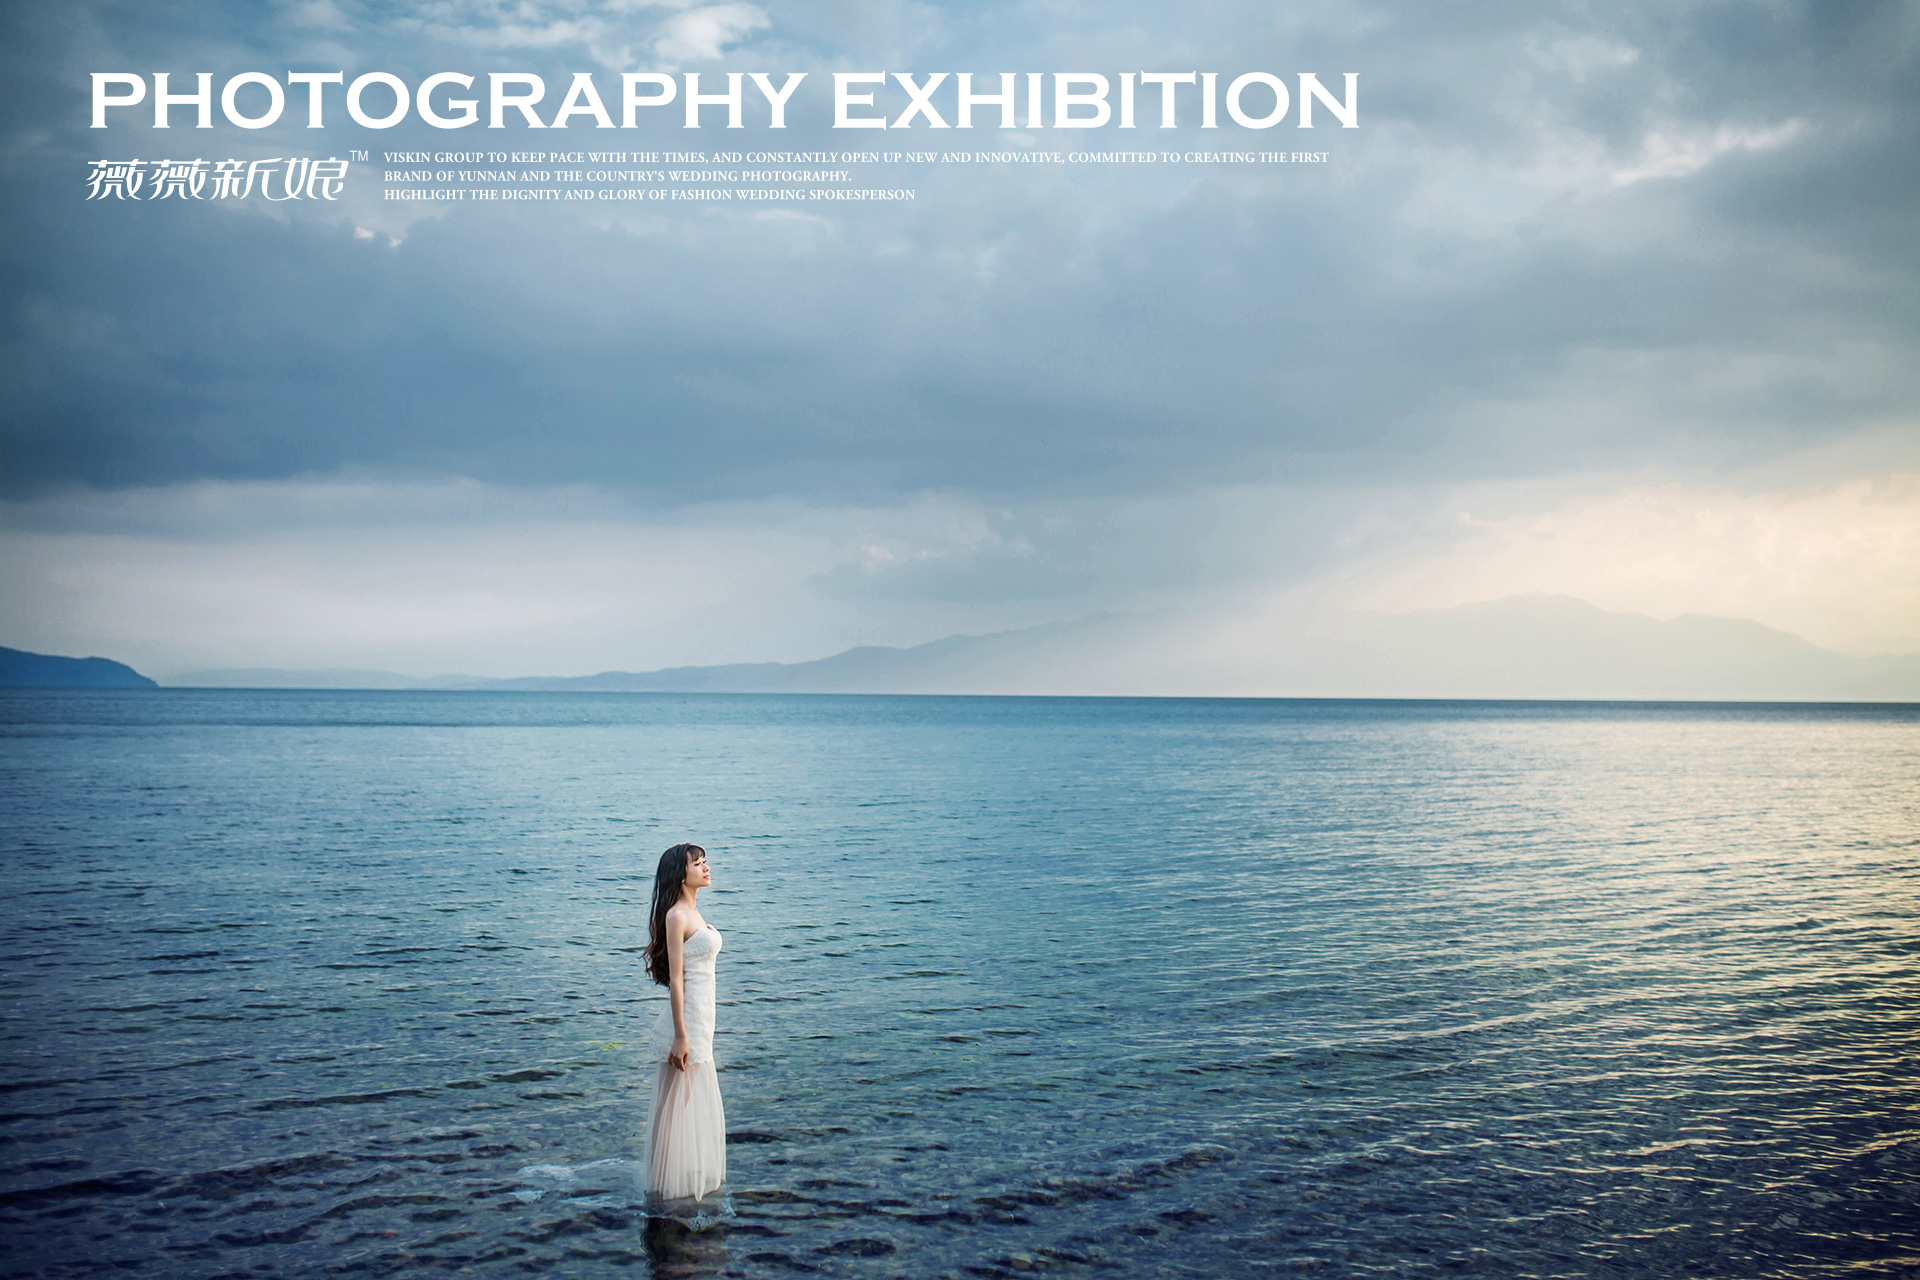 PHOTOGRAPHY EXHIBITION
薇薇新娘™
VISKIN GROUP TO KEEP PACE WITH THE TIMES, AND CONSTANTLY OPEN UP NEW AND INNOVATIVE, COMMITTED TO CREATING THE FIRST
BRAND OF YUNNAN AND THE COUNTRY'S WEDDING PHOTOGRAPHY.
HIGHLIGHT THE DIGNITY AND GLORY OF FASHION WEDDING SPOKESPERSON